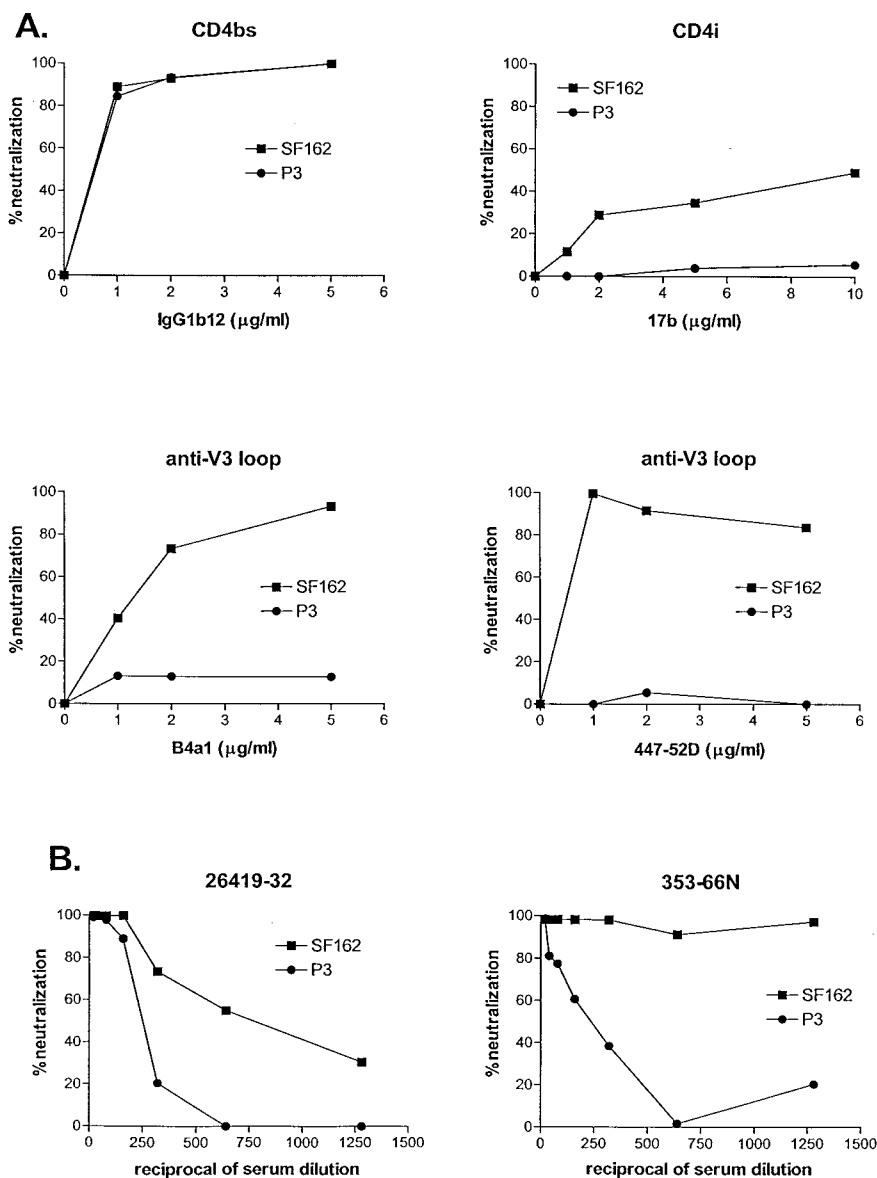 A.
CD4bs
100
80
60
40
20
0
%neutralization
SF162
P3
0 1 2 3 4 5 6
IgG1b12 (µg/ml)
CD4i
100
80
60
40
20
0
%neutralization
SF162
P3
0 2 4 6 8 10
17b (µg/ml)
anti-V3 loop
100
80
60
40
20
0
%neutralization
SF162
P3
0 1 2 3 4 5 6
B4a1 (µg/ml)
anti-V3 loop
100
80
60
40
20
0
%neutralization
SF162
P3
0 1 2 3 4 5 6
447-52D (µg/ml)
B.
26419-32
100
80
60
40
20
0
%neutralization
SF162
P3
0 250 500 750 1000 1250 1500
reciprocal of serum dilution
353-66N
100
80
60
40
20
0
%neutralization
SF162
P3
0 250 500 750 1000 1250 1500
reciprocal of serum dilution